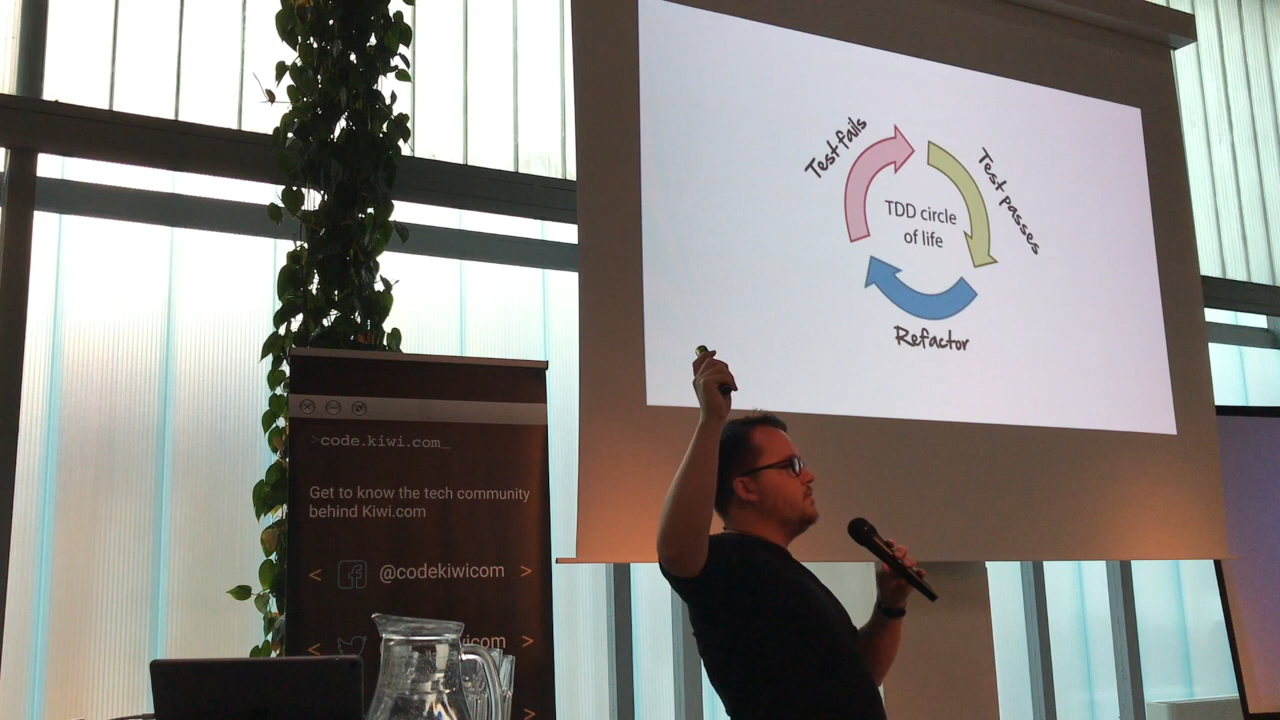 Test fails
Test passes
TDD circle
of life
Refactor
>code.kiwi.com_
Get to know the tech community
behind Kiwi.com
< @codekiwicom >
< wicom >
>